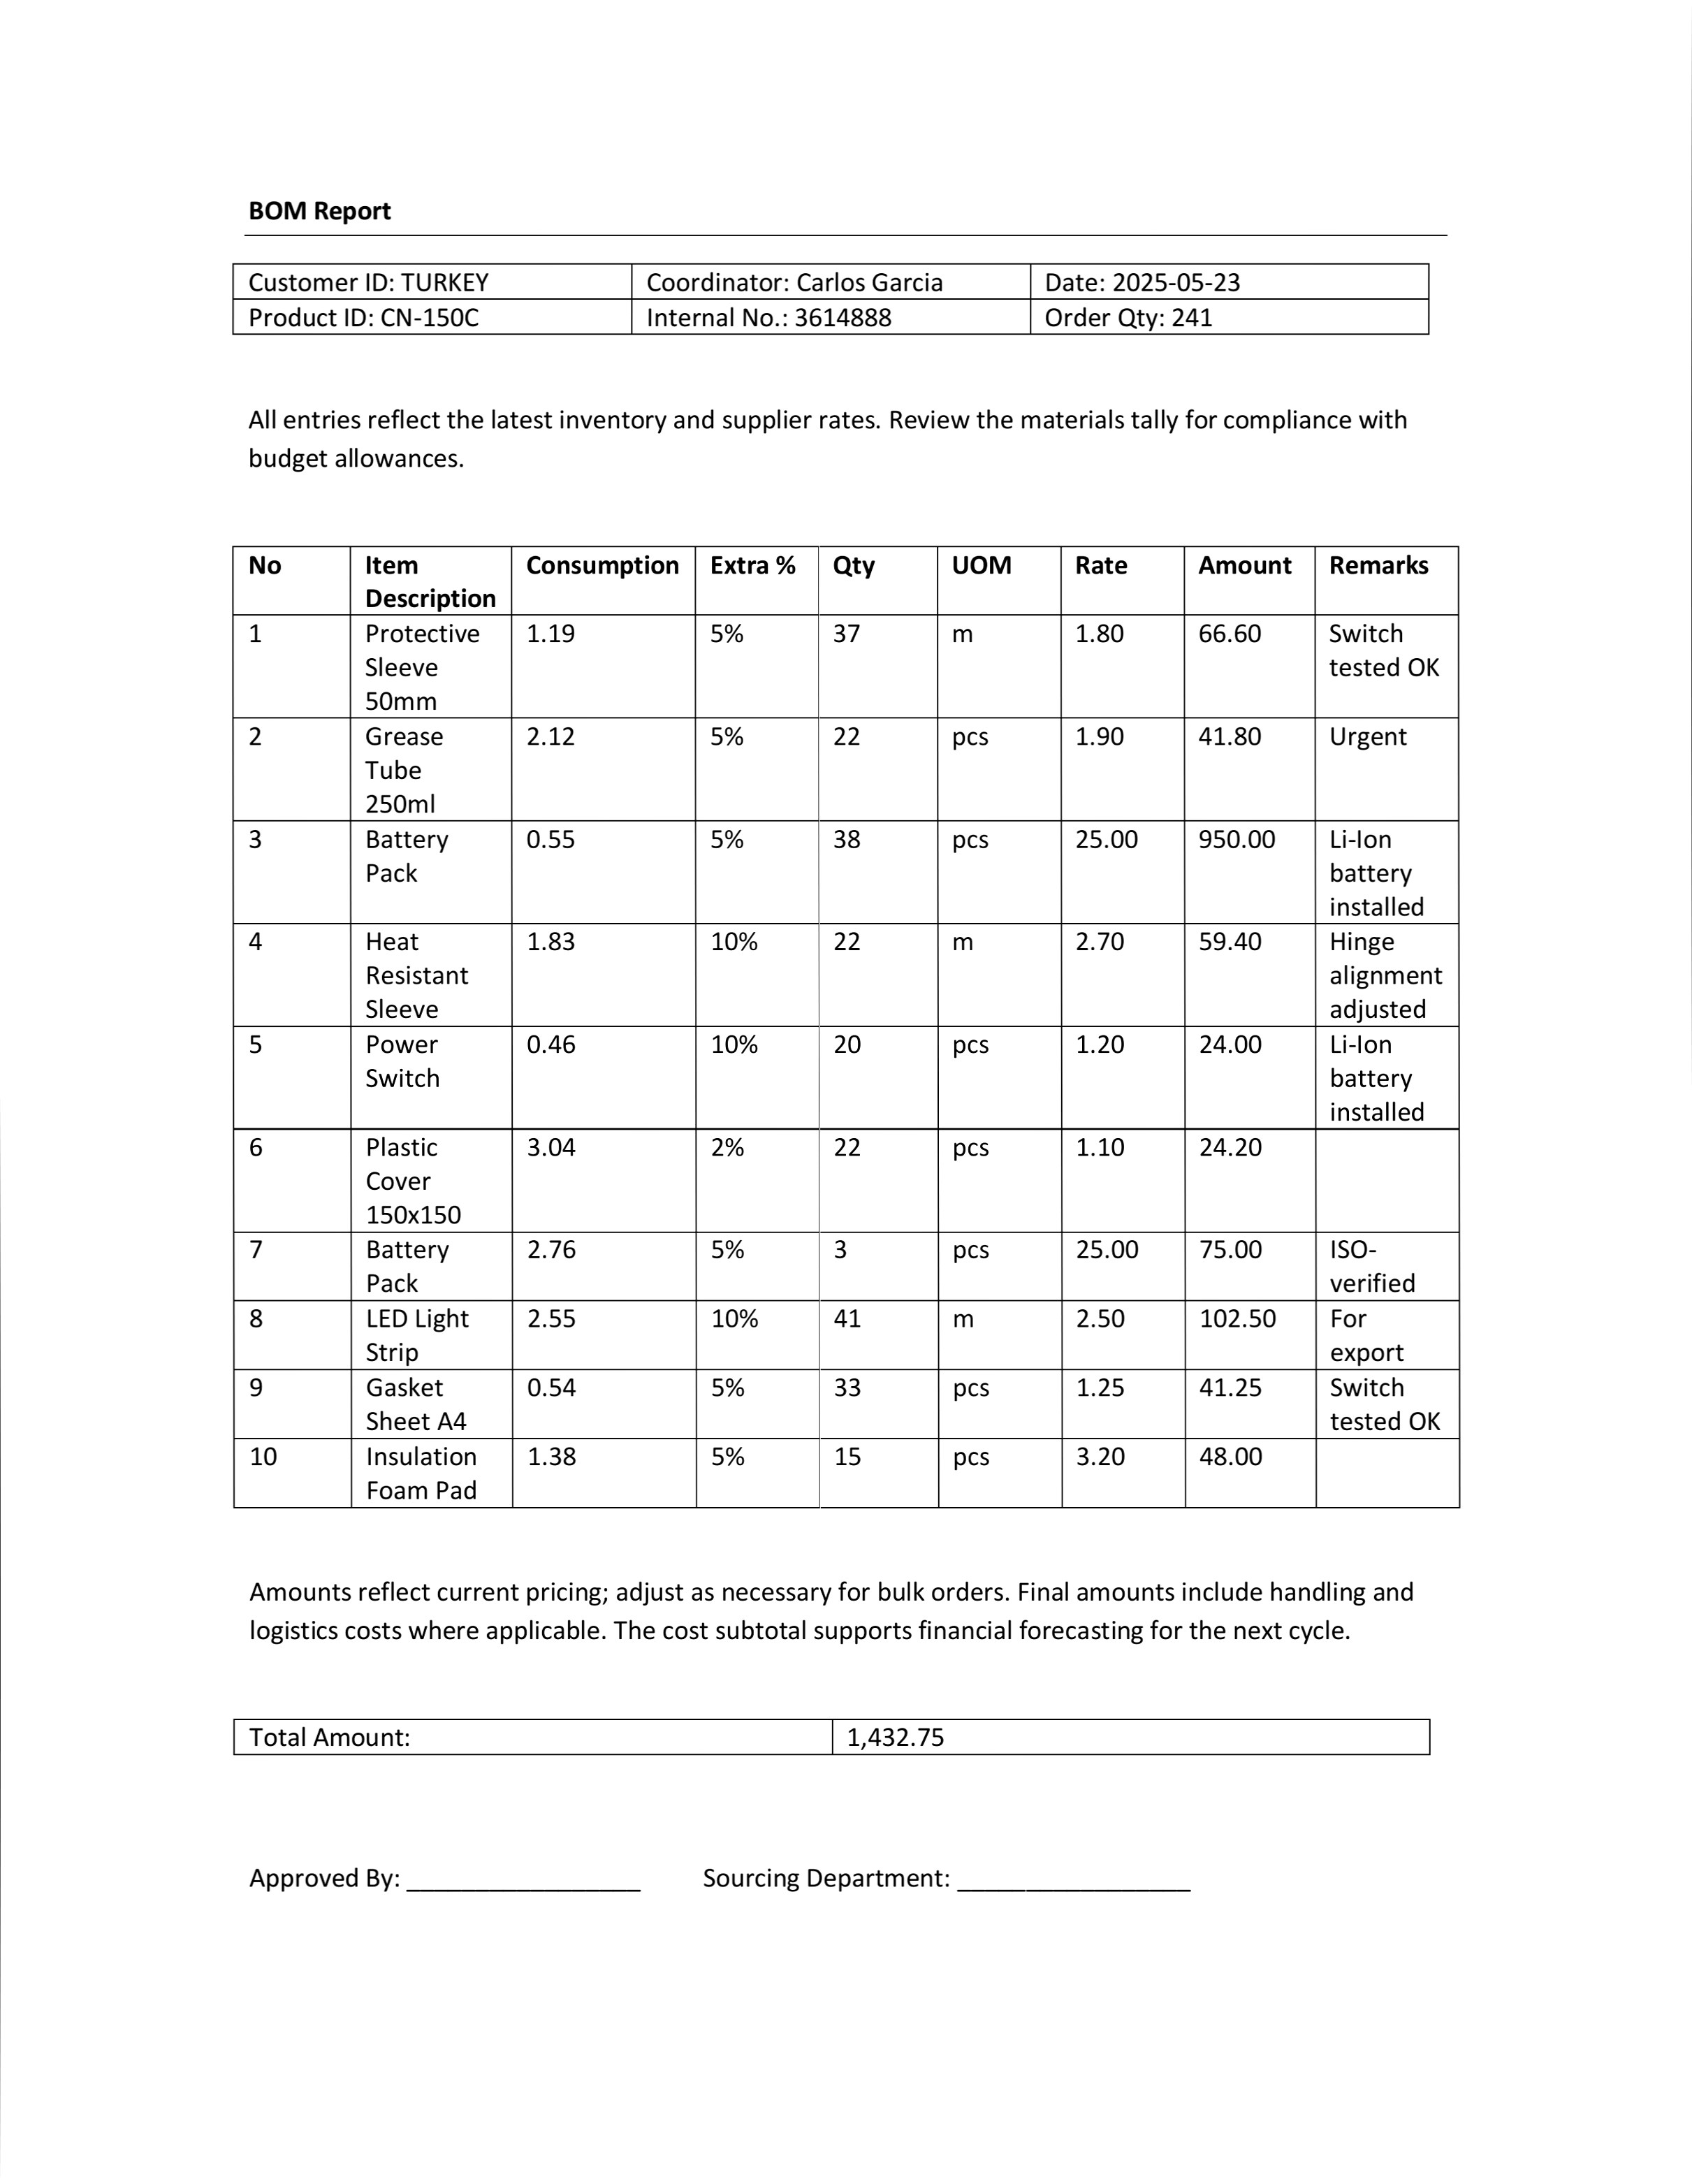 BOM Report
Customer ID: TURKEY Coordinator: Carlos Garcia Date: 2025-05-23
Product ID: CN-150C Internal No.: 3614888 Order Qty: 241
All entries reflect the latest inventory and supplier rates. Review the materials tally for compliance with
budget allowances.
No Item Description Consumption Extra % Qty UOM Rate Amount Remarks
1 Protective Sleeve 50mm 1.19 5% 37 m 1.80 66.60 Switch tested OK
2 Grease Tube 250ml 2.12 5% 22 pcs 1.90 41.80 Urgent
3 Battery Pack 0.55 5% 38 pcs 25.00 950.00 Li-Ion battery installed
4 Heat Resistant Sleeve 1.83 10% 22 m 2.70 59.40 Hinge alignment adjusted
5 Power Switch 0.46 10% 20 pcs 1.20 24.00 Li-Ion battery installed
6 Plastic Cover 150x150 3.04 2% 22 pcs 1.10 24.20
7 Battery Pack 2.76 5% 3 pcs 25.00 75.00 ISO-verified
8 LED Light Strip 2.55 10% 41 m 2.50 102.50 For export
9 Gasket Sheet A4 0.54 5% 33 pcs 1.25 41.25 Switch tested OK
10 Insulation Foam Pad 1.38 5% 15 pcs 3.20 48.00
Amounts reflect current pricing; adjust as necessary for bulk orders. Final amounts include handling and
logistics costs where applicable. The cost subtotal supports financial forecasting for the next cycle.
Total Amount: 1,432.75
Approved By: _________________ Sourcing Department: _________________